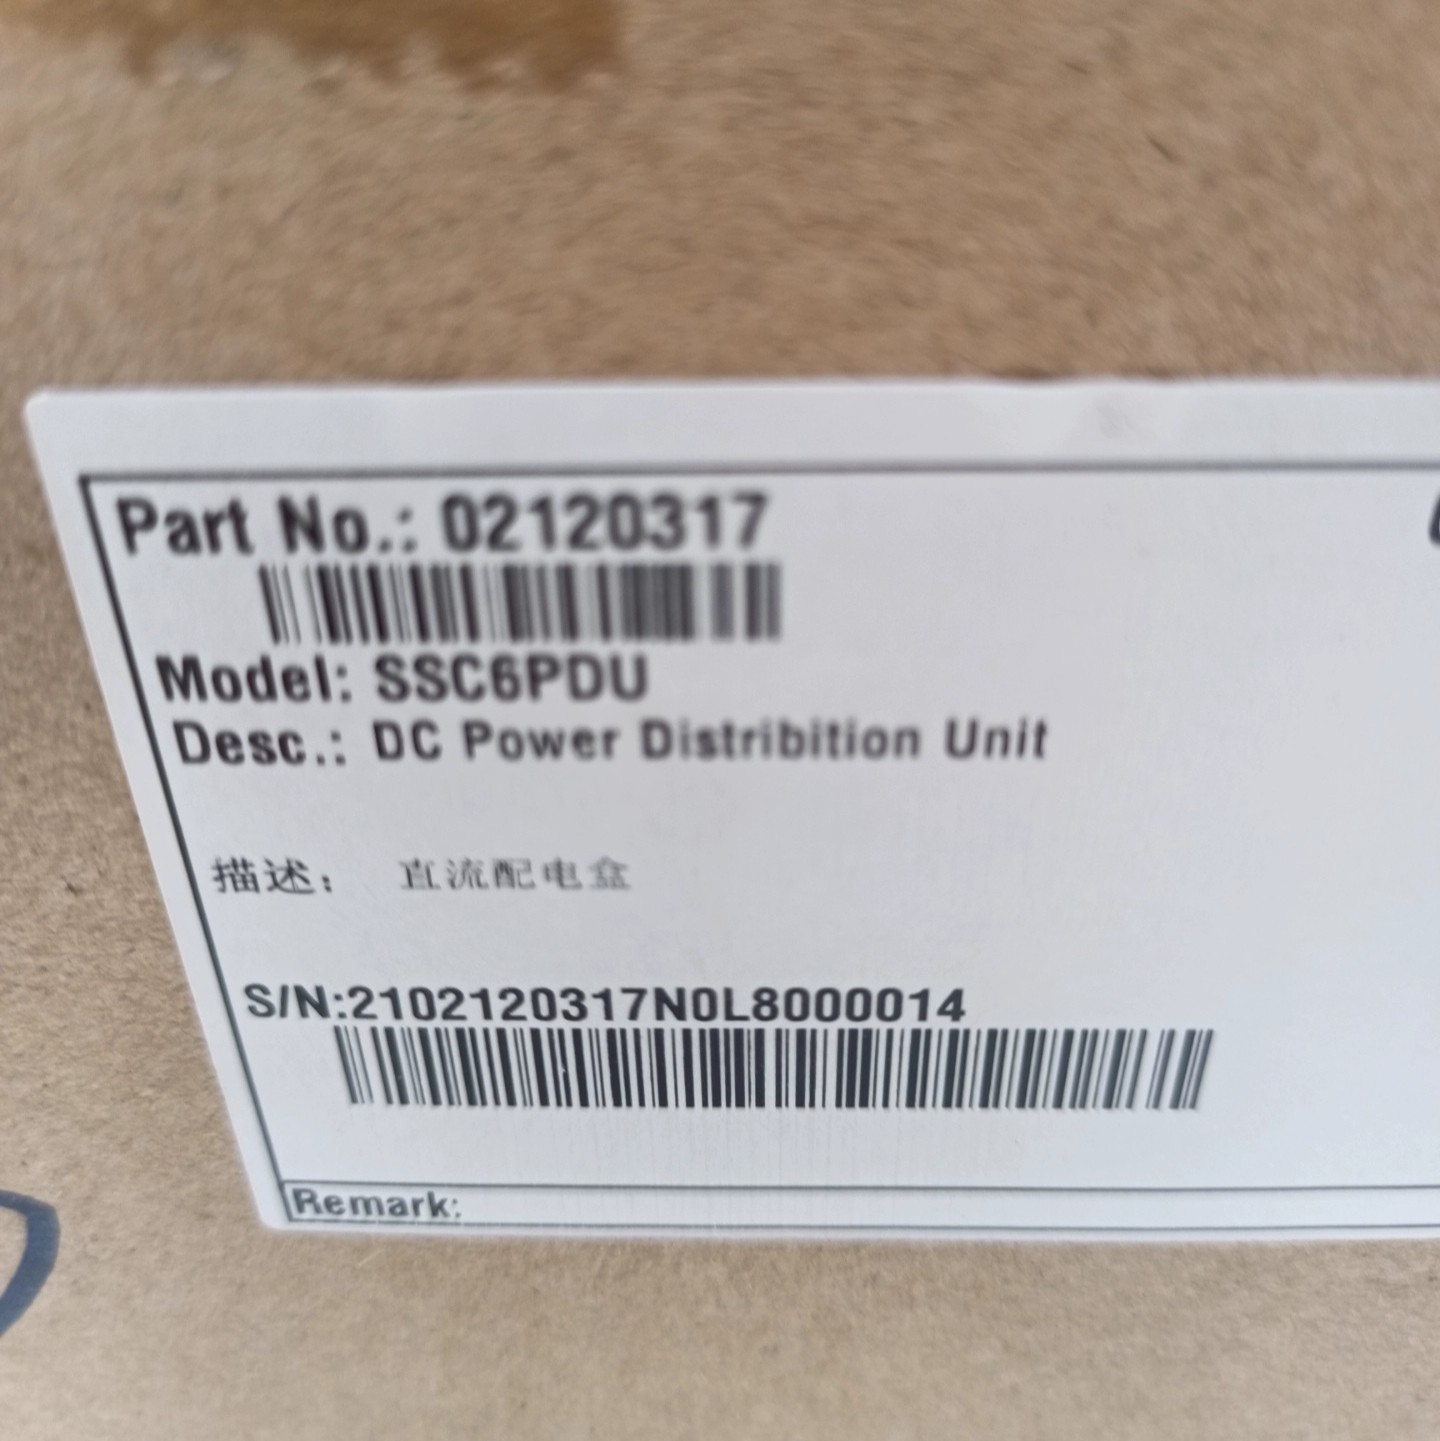 Part No.: 02120317
Model: SSC6PDU
Desc.: DC Power Distribition Unit
描述： 直流配电盒
S/N:2102120317N0L8000014
Remark: